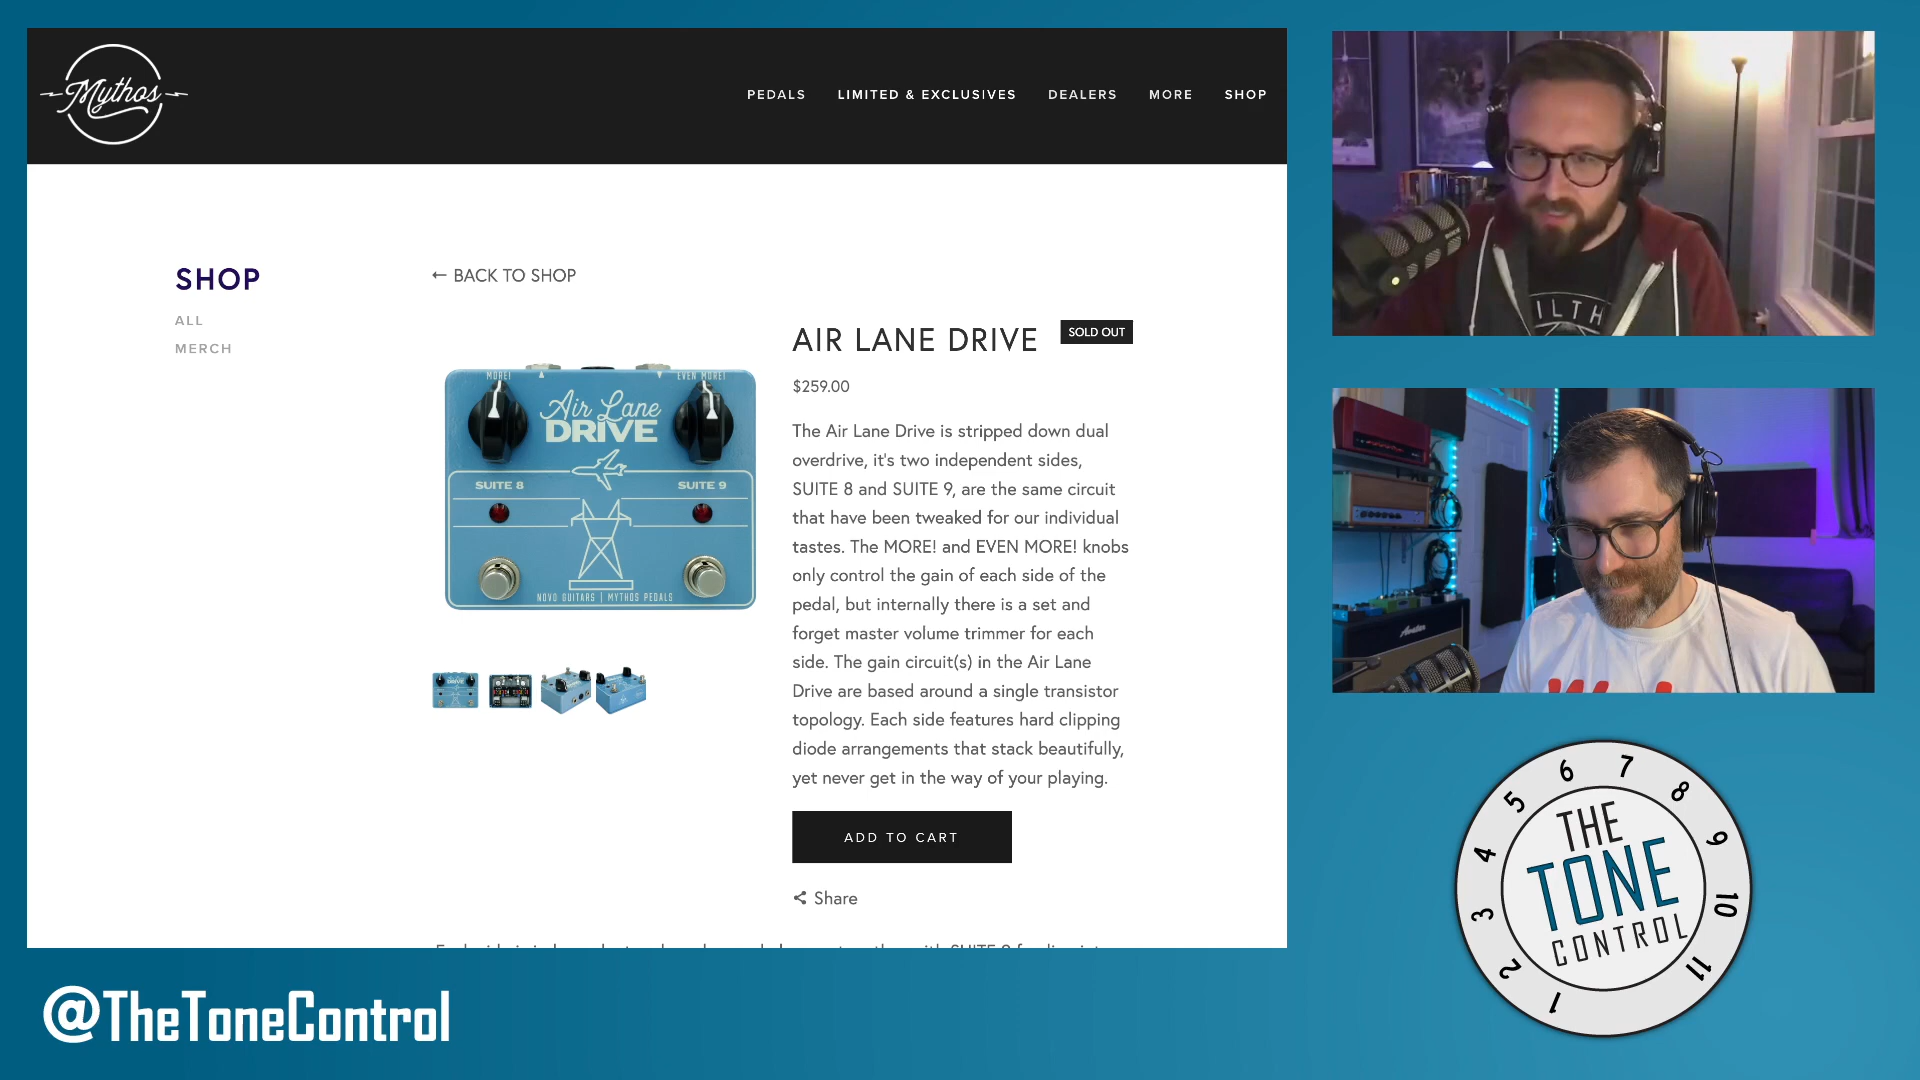 Mythos
PEDALS
LIMITED & EXCLUSIVES
DEALERS
MORE
SHOP
SHOP
ALL
MERCH
← BACK TO SHOP
AIR LANE DRIVE
SOLD OUT
$259.00
The Air Lane Drive is stripped down dual
overdrive, it's two independent sides,
SUITE 8 and SUITE 9, are the same circuit
that have been tweaked for our individual
tastes. The MORE! and EVEN MORE! knobs
only control the gain of each side of the
pedal, but internally there is a set and
forget master volume trimmer for each
side. The gain circuit(s) in the Air Lane
Drive are based around a single transistor
topology. Each side features hard clipping
diode arrangements that stack beautifully,
yet never get in the way of your playing.
ADD TO CART
Share
MORE!
EVEN MORE!
Air Lane
DRIVE
SUITE 8
SUITE 9
NOVO GUITARS | MYTHOS PEDALS
@TheToneControl
1 2 3 4 5 6 7 8 9 10 11
THE
TONE
CONTROL